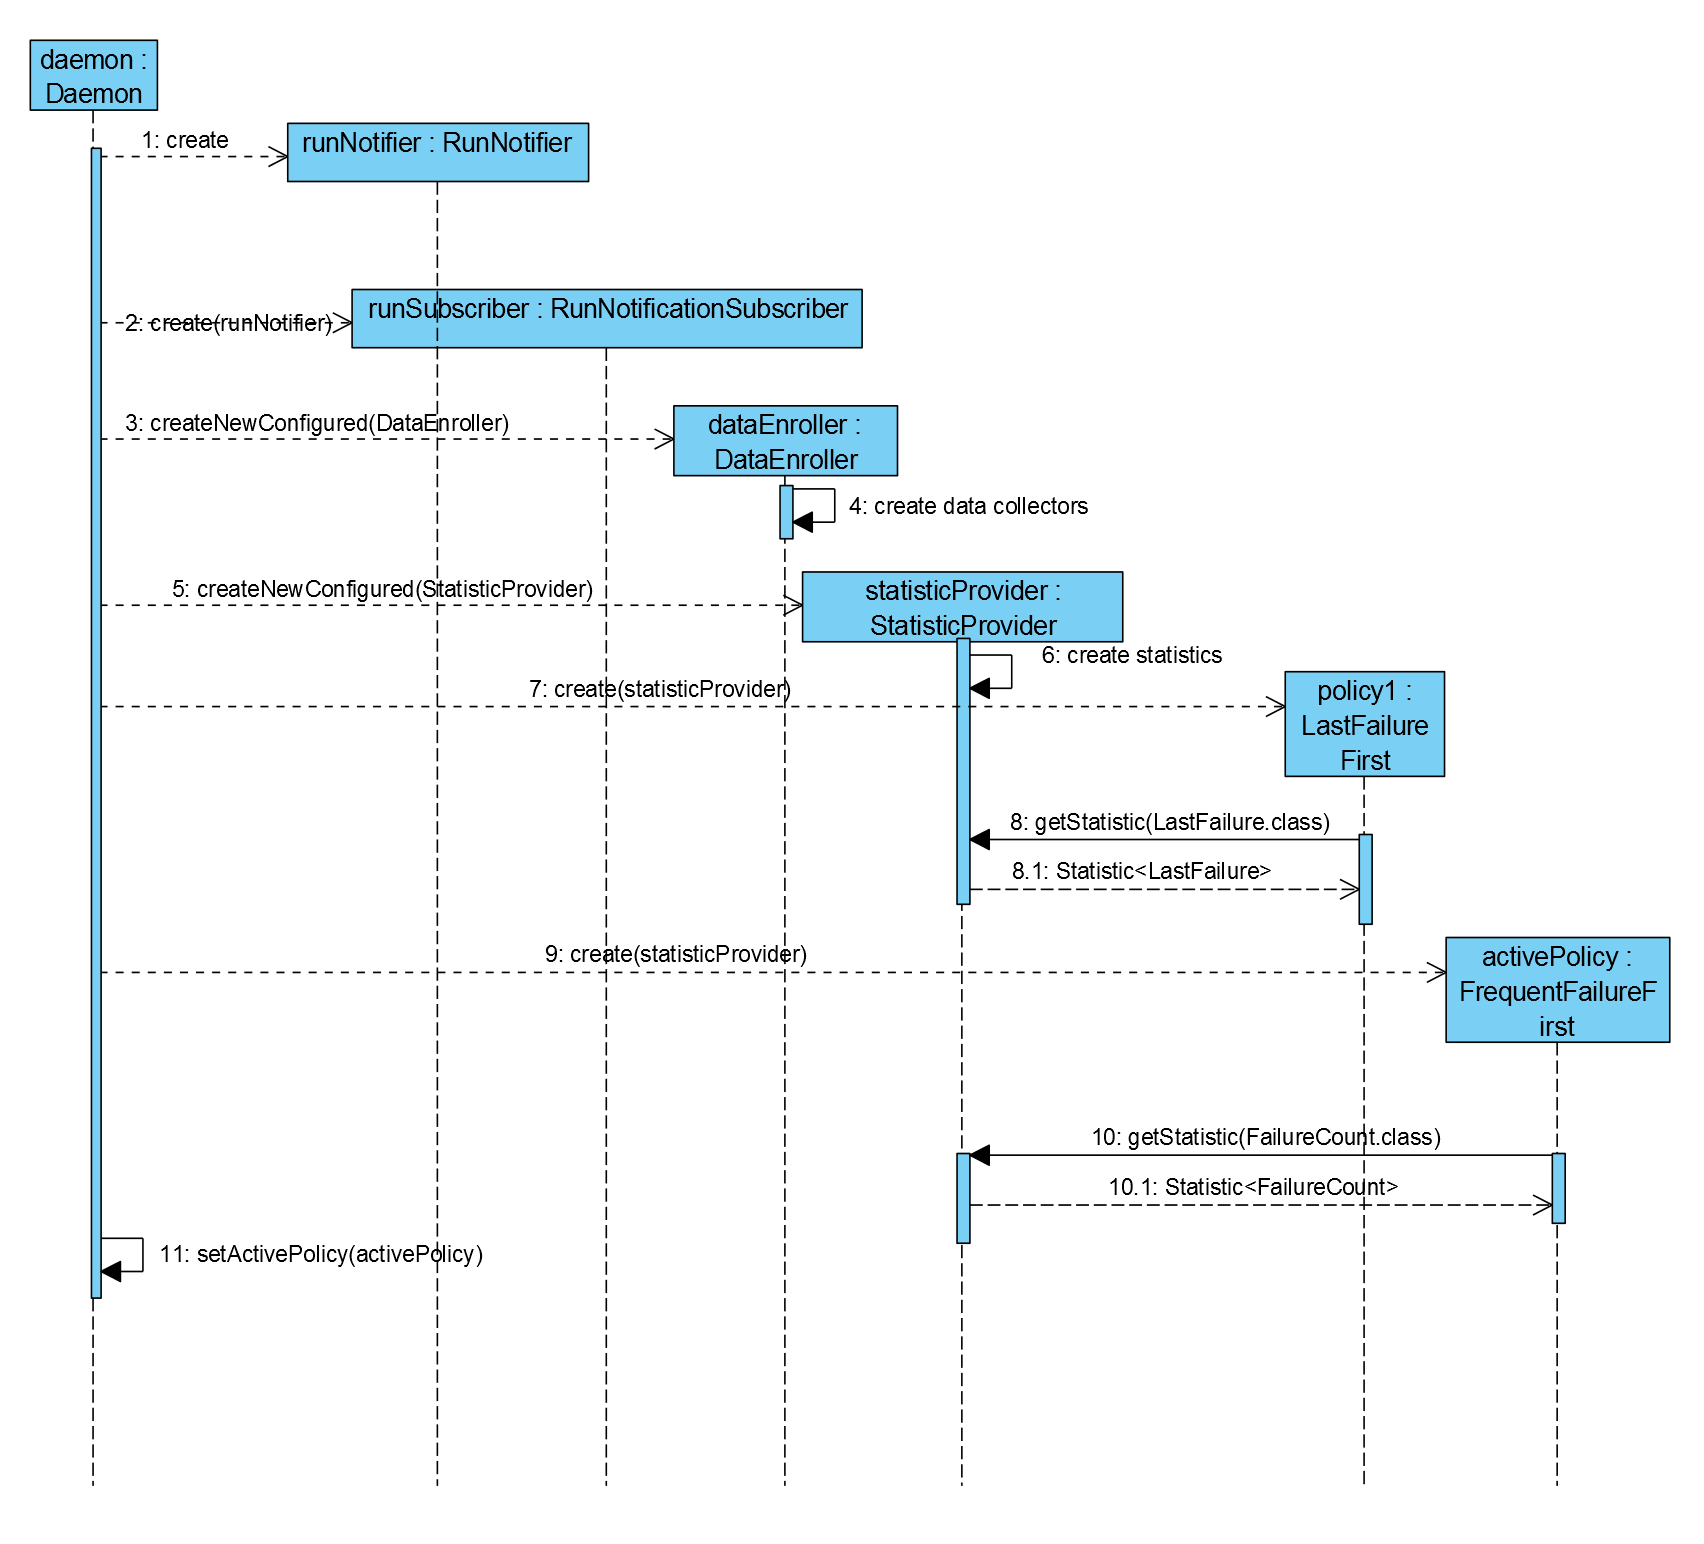 daemon :
Daemon
1: create
runNotifier : RunNotifier
2: create(runNotifier)
runSubscriber : RunNotificationSubscriber
3: createNewConfigured(DataEnroller)
dataEnroller :
DataEnroller
4: create data collectors
5: createNewConfigured(StatisticProvider)
statisticProvider :
StatisticProvider
6: create statistics
7: create(statisticProvider)
policy1 :
LastFailure
First
8: getStatistic(LastFailure.class)
8.1: Statistic<LastFailure>
9: create(statisticProvider)
activePolicy :
FrequentFailureF
irst
10: getStatistic(FailureCount.class)
10.1: Statistic<FailureCount>
11: setActivePolicy(activePolicy)